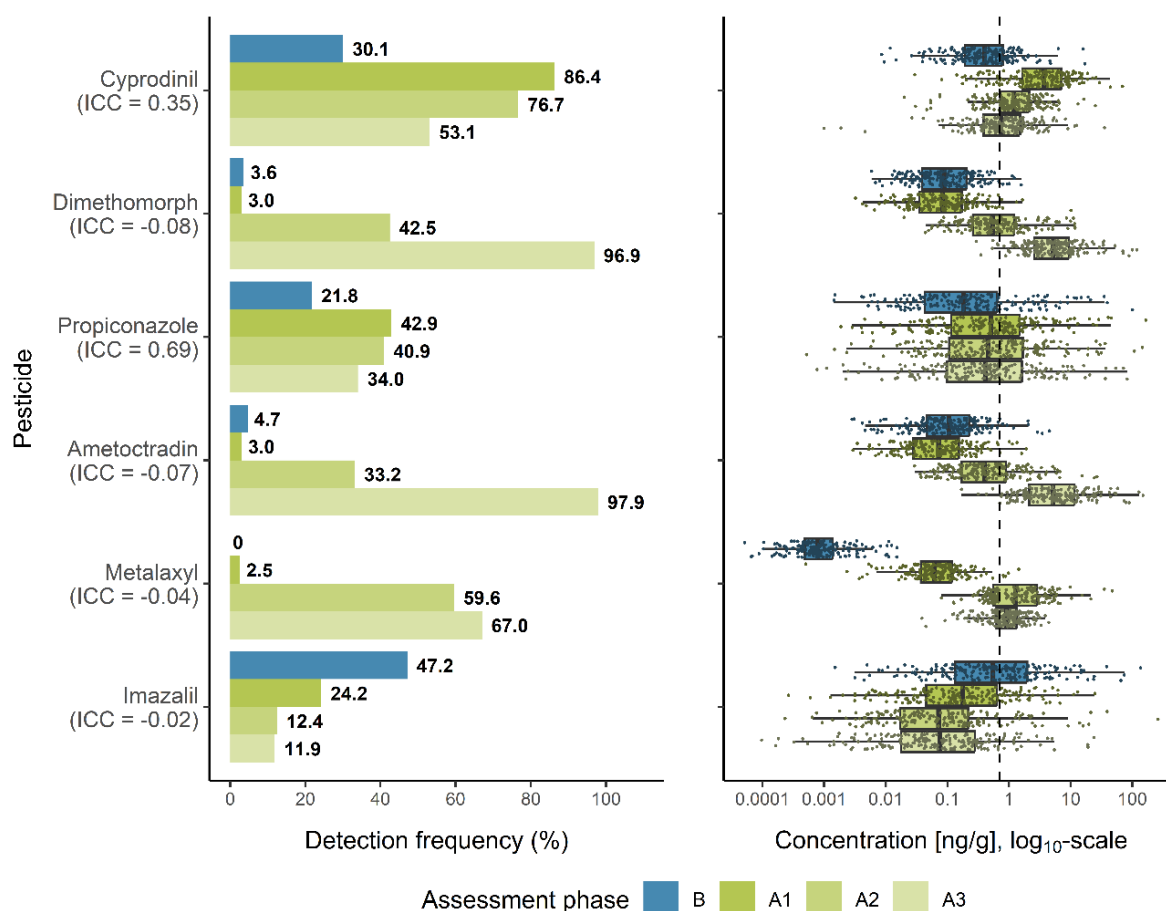 Pesticide
Cyprodinil
(ICC = 0.35)
30.1
86.4
76.7
53.1
Dimethomorph
(ICC = -0.08)
3.6
3.0
42.5
96.9
Propiconazole
(ICC = 0.69)
21.8
42.9
40.9
34.0
Ametoctradin
(ICC = -0.07)
4.7
3.0
33.2
97.9
Metalaxyl
(ICC = -0.04)
0
2.5
59.6
67.0
Imazalil
(ICC = -0.02)
47.2
24.2
12.4
11.9
0 20 40 60 80 100
Detection frequency (%)
0.0001 0.001 0.01 0.1 1 10 100
Concentration [ng/g], log₁₀-scale
Assessment phase B A1 A2 A3